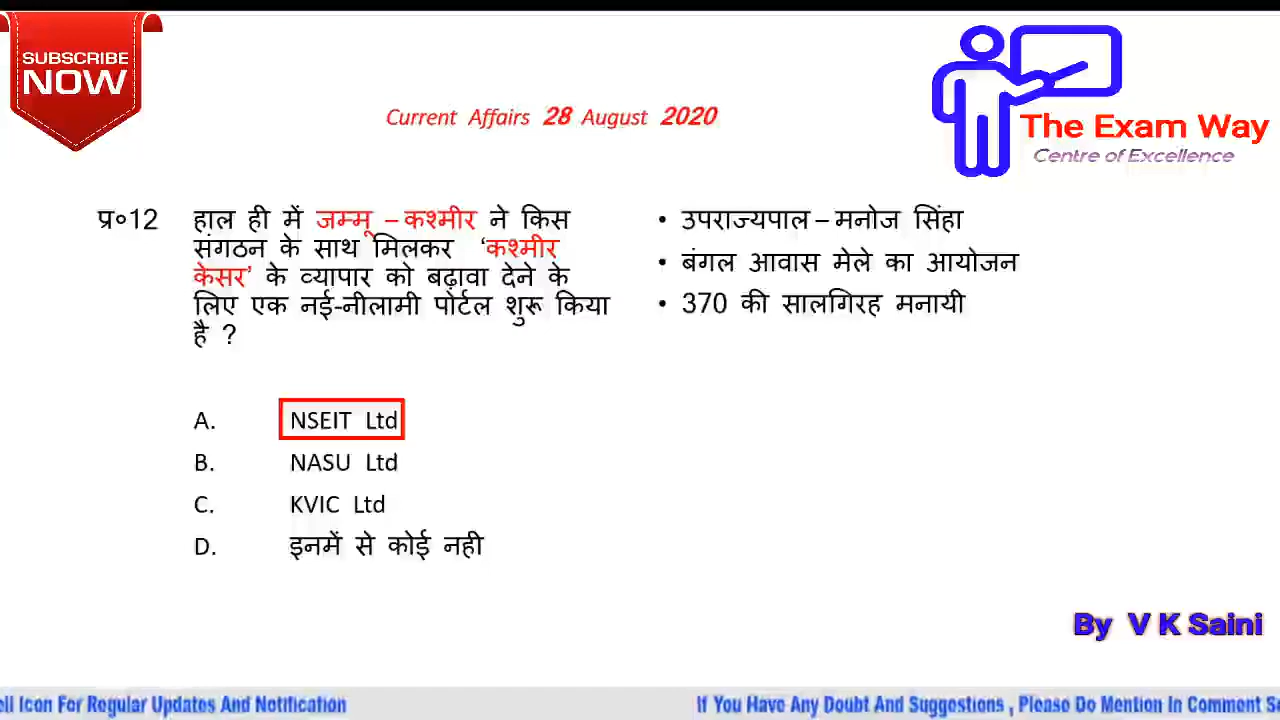 SUBSCRIBE
NOW
Current Affairs 28 August 2020
The Exam Way
Centre of Excellence
प्र०12 हाल ही में जम्मू – कश्मीर ने किस
संगठन के साथ मिलकर ‘कश्मीर
केसर’ के व्यापार को बढ़ावा देने के
लिए एक नई-नीलामी पोर्टल शुरू किया
है ?
• उपराज्यपाल – मनोज सिंहा
• बंगल आवास मेले का आयोजन
• 370 की सालगिरह मनायी
A. NSEIT Ltd
B. NASU Ltd
C. KVIC Ltd
D. इनमें से कोई नही
By V K Saini
ell Icon For Regular Updates And Notification
If You Have Any Doubt And Suggestions , Please Do Mention In Comment Se